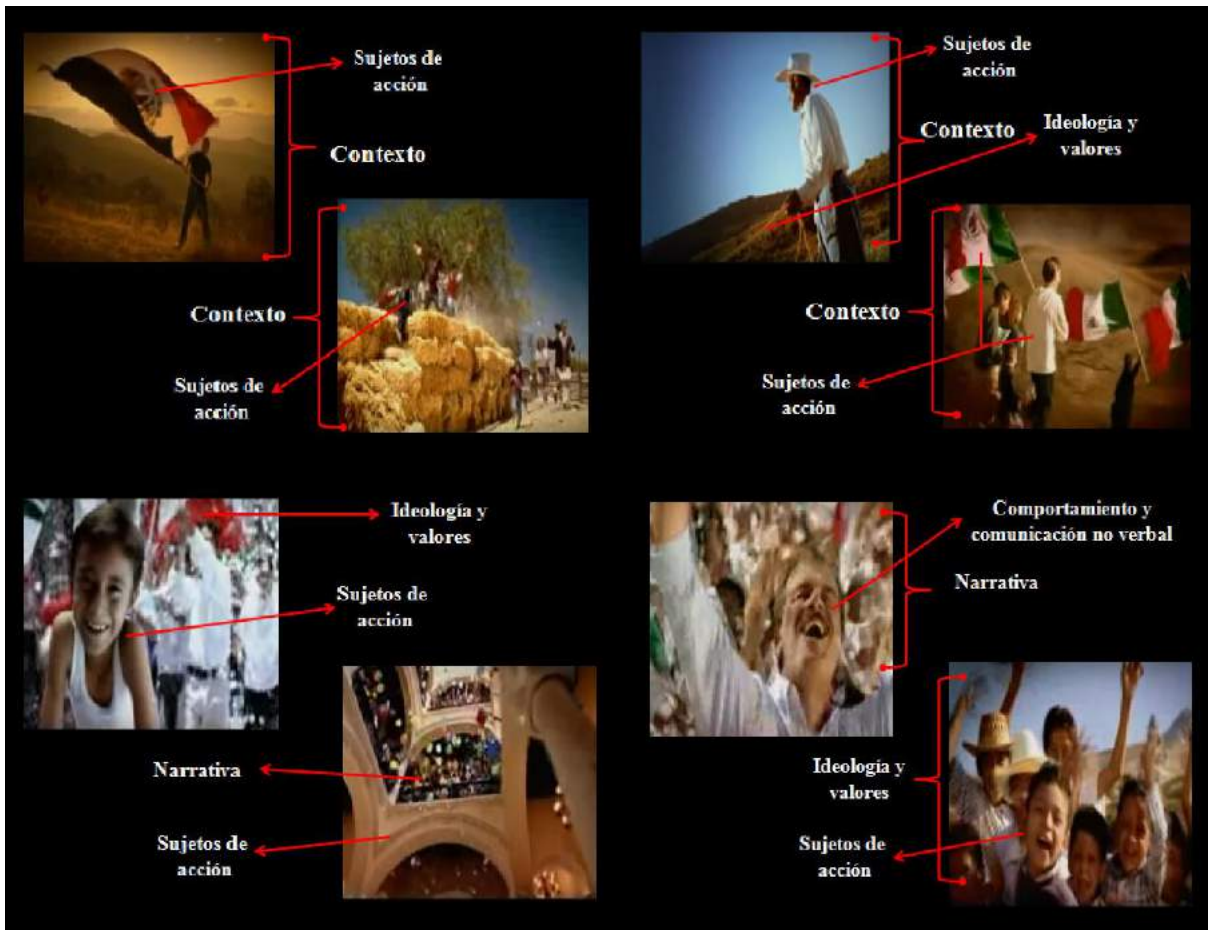 Sujetos de
acción
Contexto
Contexto
Sujetos de
acción
Sujetos de
acción
Ideología y
valores
Contexto
Contexto
Sujetos de
acción
Ideología y
valores
Sujetos de
acción
Narrativa
Sujetos de
acción
Comportamiento y
comunicación no verbal
Narrativa
Ideología y
valores
Sujetos de
acción